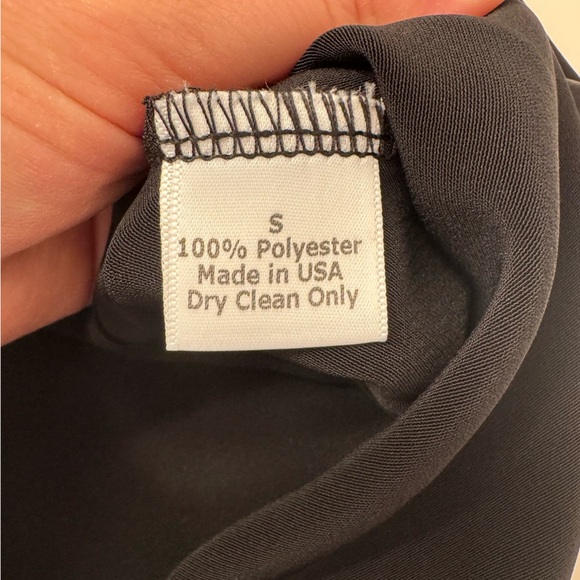 S
100% Polyester
Made in USA
Dry Clean Only